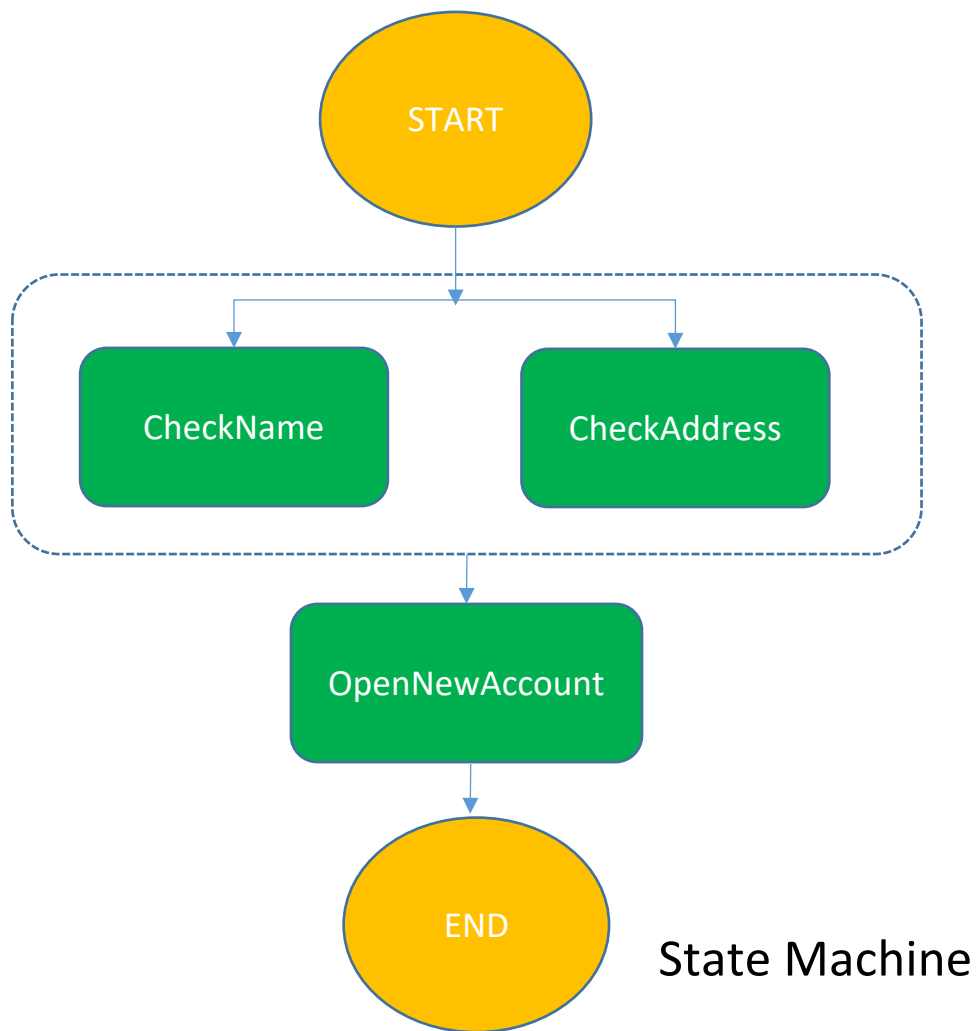 START
CheckName
CheckAddress
OpenNewAccount
END
State Machine